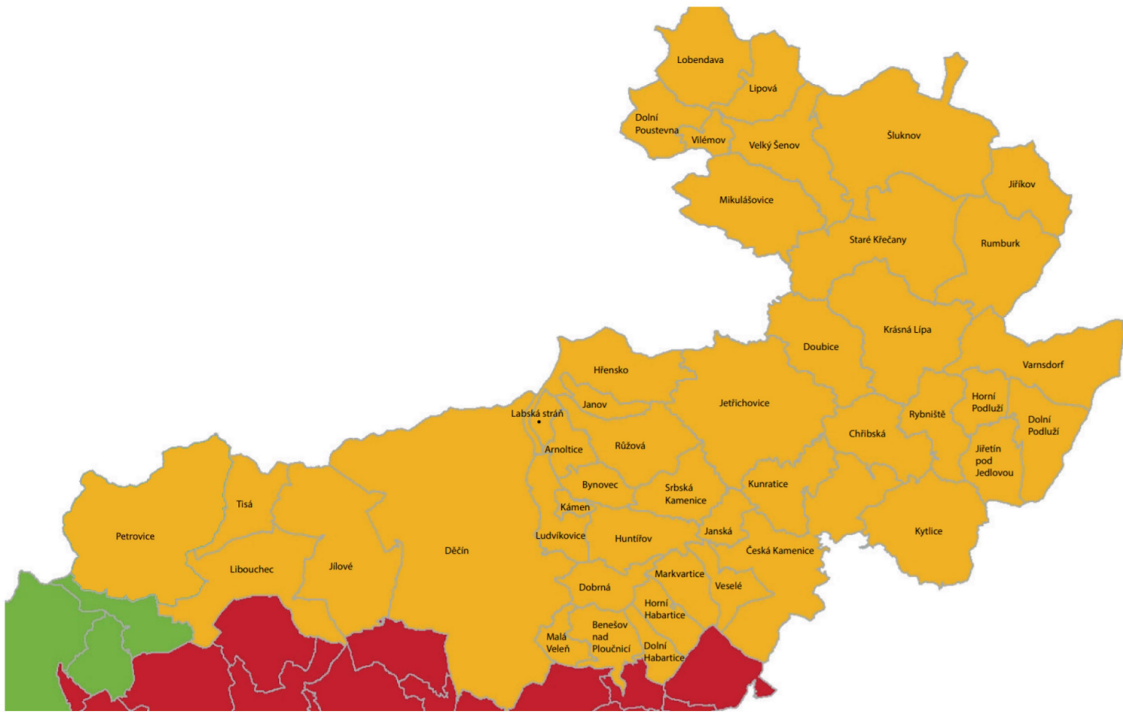 Lobendava
Lipová
Dolní
Poustevna
Vilémov
Velký Šenov
Šluknov
Jiříkov
Mikulášovice
Staré Křečany
Rumburk
Krásná Lípa
Doubice
Varnsdorf
Hřensko
Janov
Jetřichovice
Labská stráň
Rybniště
Horní
Podluží
Dolní
Podluží
Chřibská
Arnoltice
Růžová
Jiřetín
pod
Jedlovou
Bynovec
Srbská
Kamenice
Kunratice
Tisá
Kámen
Petrovice
Ludvíkovice
Huntířov
Janská
Kytlice
Děčín
Česká Kamenice
Libouchec
Jílové
Markvartice
Dobrná
Veselé
Horní
Habartice
Malá
Veleň
Benešov
nad
Ploučnicí
Dolní
Habartice